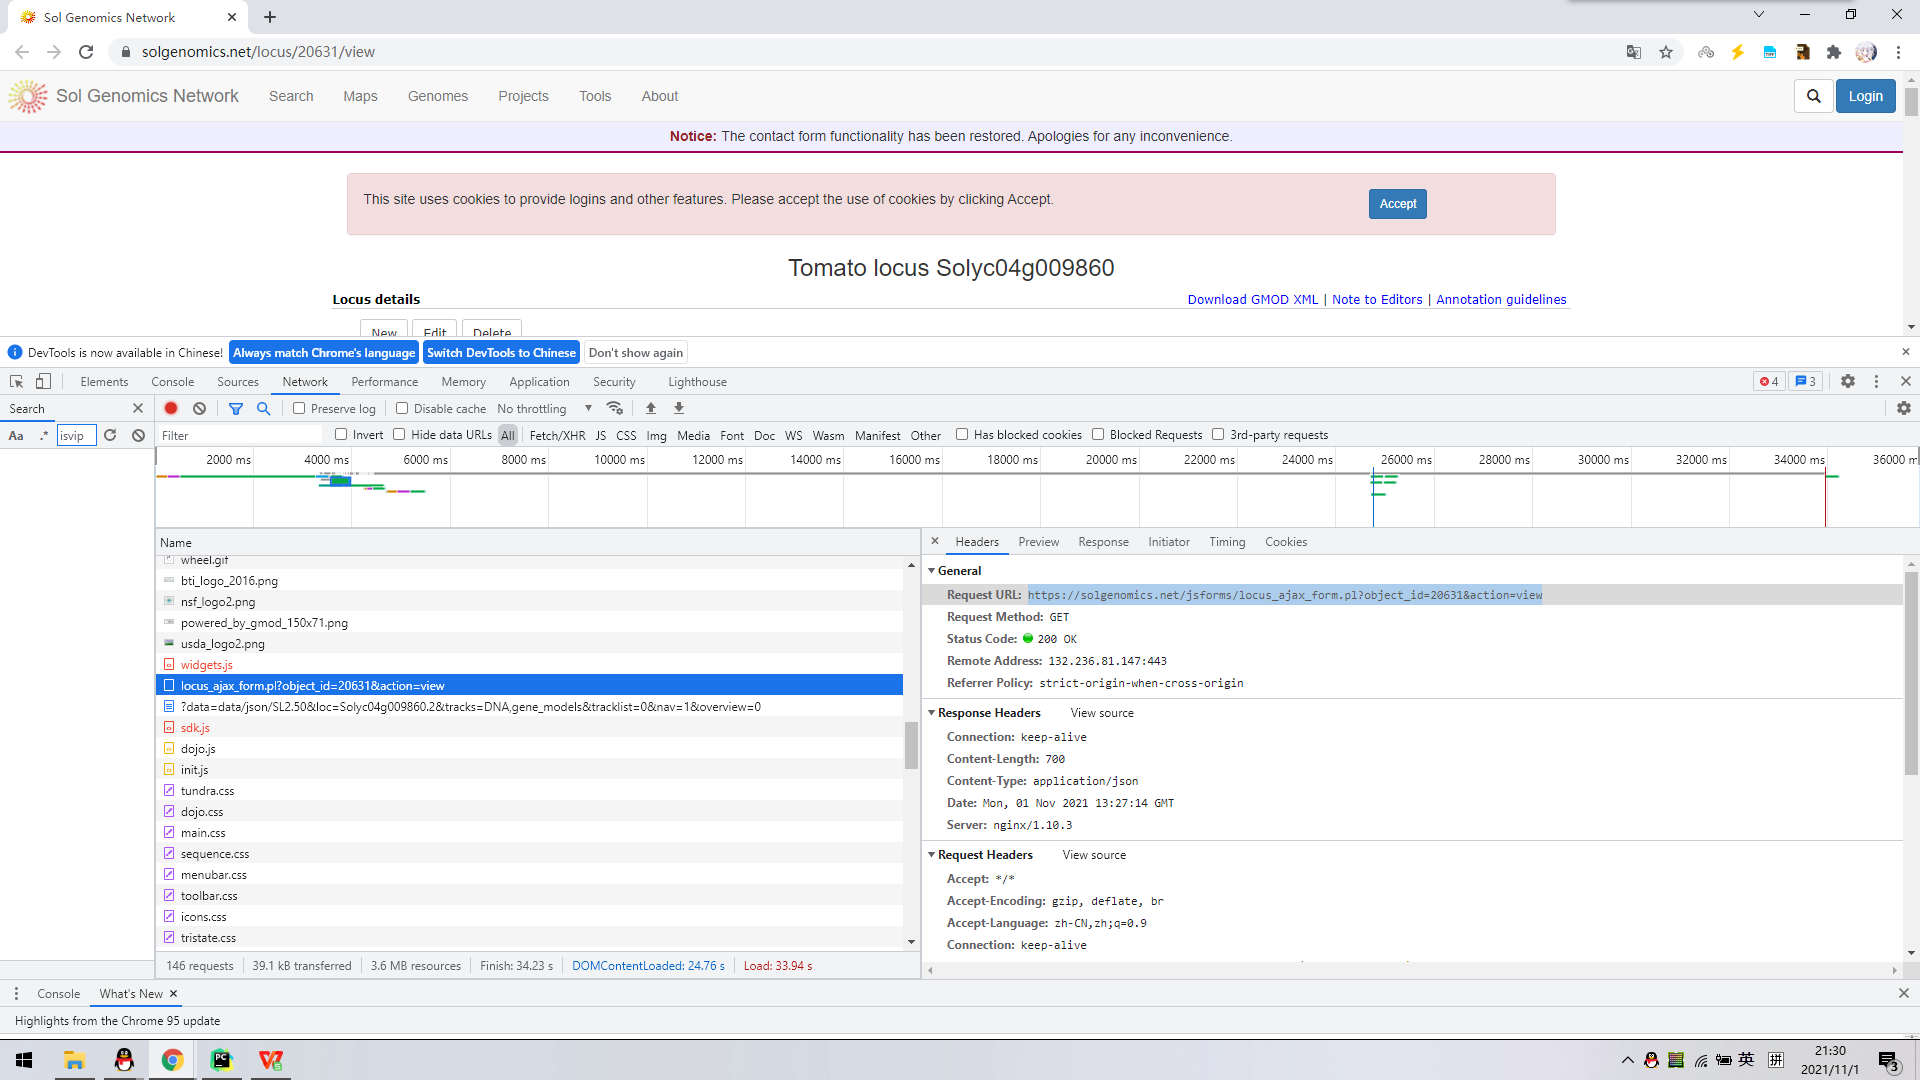 Sol Genomics Network
solgenomics.net/locus/20631/view
Sol Genomics Network Search Maps Genomes Projects Tools About Login
Notice: The contact form functionality has been restored. Apologies for any inconvenience.
This site uses cookies to provide logins and other features. Please accept the use of cookies by clicking Accept. Accept
Tomato locus Solyc04g009860
Locus details Download GMOD XML | Note to Editors | Annotation guidelines
New Edit Delete
DevTools is now available in Chinese! Always match Chrome's language Switch DevTools to Chinese Don't show again
Elements Console Sources Network Performance Memory Application Security Lighthouse 4 3
Search Preserve log Disable cache No throttling
Aa .* isvip Filter Invert Hide data URLs All Fetch/XHR JS CSS Img Media Font Doc WS Wasm Manifest Other Has blocked cookies Blocked Requests 3rd-party requests
2000 ms 4000 ms 6000 ms 8000 ms 10000 ms 12000 ms 14000 ms 16000 ms 18000 ms 20000 ms 22000 ms 24000 ms 26000 ms 28000 ms 30000 ms 32000 ms 34000 ms 36000 m
Name
wheel.gif
bti_logo_2016.png
nsf_logo2.png
powered_by_gmod_150x71.png
usda_logo2.png
widgets.js
locus_ajax_form.pl?object_id=20631&action=view
?data=data/json/SL2.50&loc=Solyc04g009860.2&tracks=DNA,gene_models&tracklist=0&nav=1&overview=0
sdk.js
dojo.js
init.js
tundra.css
dojo.css
main.css
sequence.css
menubar.css
toolbar.css
icons.css
tristate.css
146 requests 39.1 kB transferred 3.6 MB resources Finish: 34.23 s DOMContentLoaded: 24.76 s Load: 33.94 s
Headers Preview Response Initiator Timing Cookies
General
Request URL: https://solgenomics.net/jsforms/locus_ajax_form.pl?object_id=20631&action=view
Request Method: GET
Status Code: 200 OK
Remote Address: 132.236.81.147:443
Referrer Policy: strict-origin-when-cross-origin
Response Headers View source
Connection: keep-alive
Content-Length: 700
Content-Type: application/json
Date: Mon, 01 Nov 2021 13:27:14 GMT
Server: nginx/1.10.3
Request Headers View source
Accept: */*
Accept-Encoding: gzip, deflate, br
Accept-Language: zh-CN,zh;q=0.9
Connection: keep-alive
Console What's New
Highlights from the Chrome 95 update
英 拼 21:30
2021/11/1 3